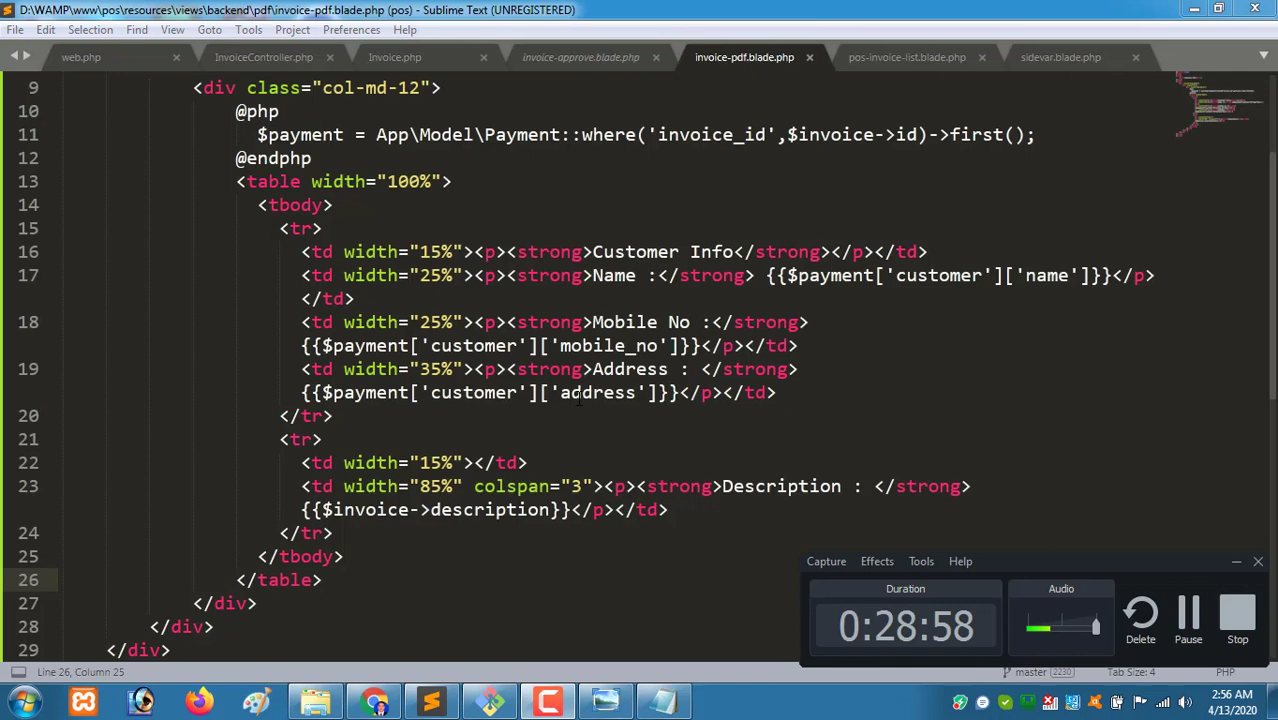 D:\WAMP\www\pos\resources\views\backend\pdf\invoice-pdf.blade.php (pos) - Sublime Text (UNREGISTERED)
File Edit Selection Find View Goto Tools Project Preferences Help
web.php InvoiceController.php Invoice.php invoice-approve.blade.php invoice-pdf.blade.php pos-invoice-list.blade.php sidevar.blade.php
9 <div class="col-md-12">
10 @php
11 $payment = App\Model\Payment::where('invoice_id',$invoice->id)->first();
12 @endphp
13 <table width="100%">
14 <tbody>
15 <tr>
16 <td width="15%"><p><strong>Customer Info</strong></p></td>
17 <td width="25%"><p><strong>Name :</strong> {{$payment['customer']['name']}}</p>
</td>
18 <td width="25%"><p><strong>Mobile No :</strong>
{{$payment['customer']['mobile_no']}}</p></td>
19 <td width="35%"><p><strong>Address : </strong>
{{$payment['customer']['address']}}</p></td>
20 </tr>
21 <tr>
22 <td width="15%"></td>
23 <td width="85%" colspan="3"><p><strong>Description : </strong>
{{$invoice->description}}</p></td>
24 </tr>
25 </tbody>
26 </table>
27 </div>
28 </div>
29 </div>
Capture Effects Tools Help
Duration Audio
0:28:58
Delete Pause Stop
Line 26, Column 25 master 2230 Tab Size: 4 PHP
2:56 AM
4/13/2020